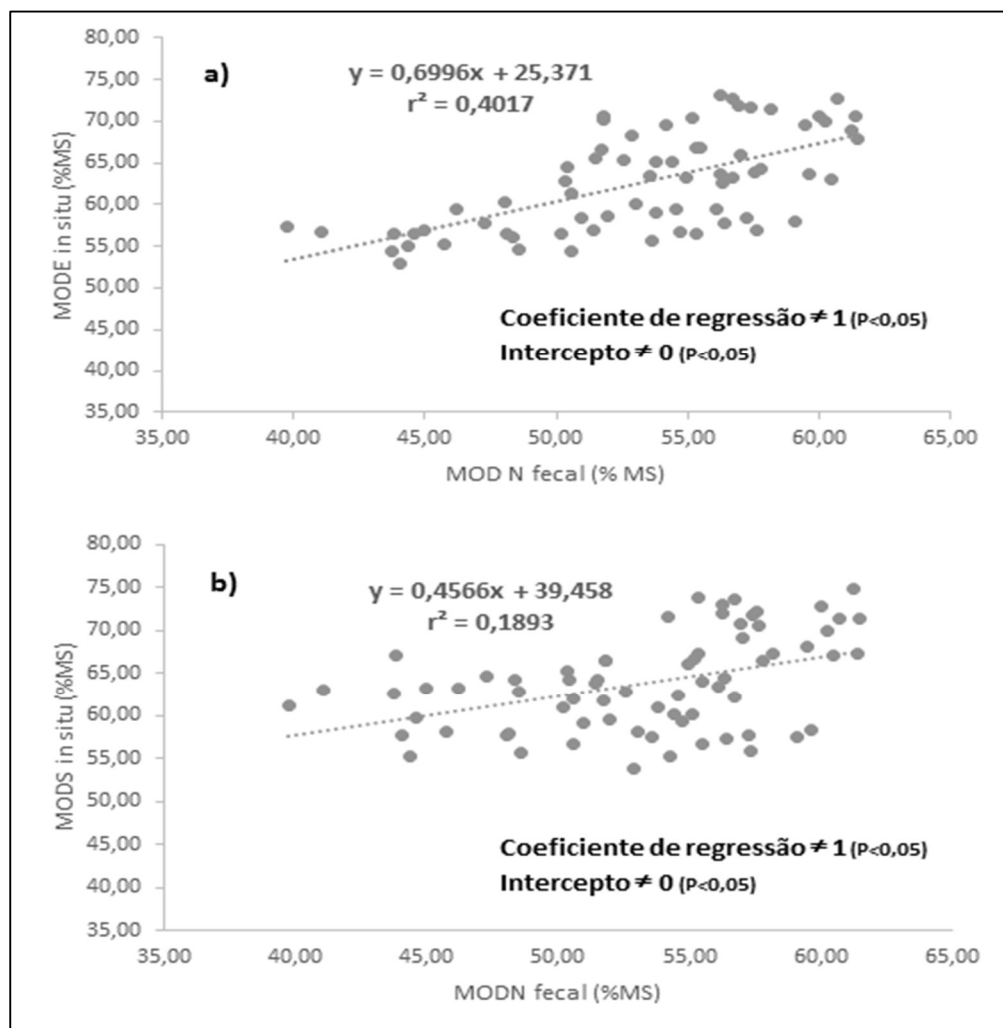 80,00
75,00
70,00
65,00
60,00
55,00
50,00
45,00
40,00
35,00
MODE in situ (%MS)
a)
y = 0,6996x + 25,371
r² = 0,4017
Coeficiente de regressão ≠ 1 (P<0,05)
Intercepto ≠ 0 (P<0,05)
35,00 40,00 45,00 50,00 55,00 60,00 65,00
MOD N fecal (% MS)
80,00
75,00
70,00
65,00
60,00
55,00
50,00
45,00
40,00
35,00
MODS in situ (%MS)
b)
y = 0,4566x + 39,458
r² = 0,1893
Coeficiente de regressão ≠ 1 (P<0,05)
Intercepto ≠ 0 (P<0,05)
35,00 40,00 45,00 50,00 55,00 60,00 65,00
MODN fecal (%MS)